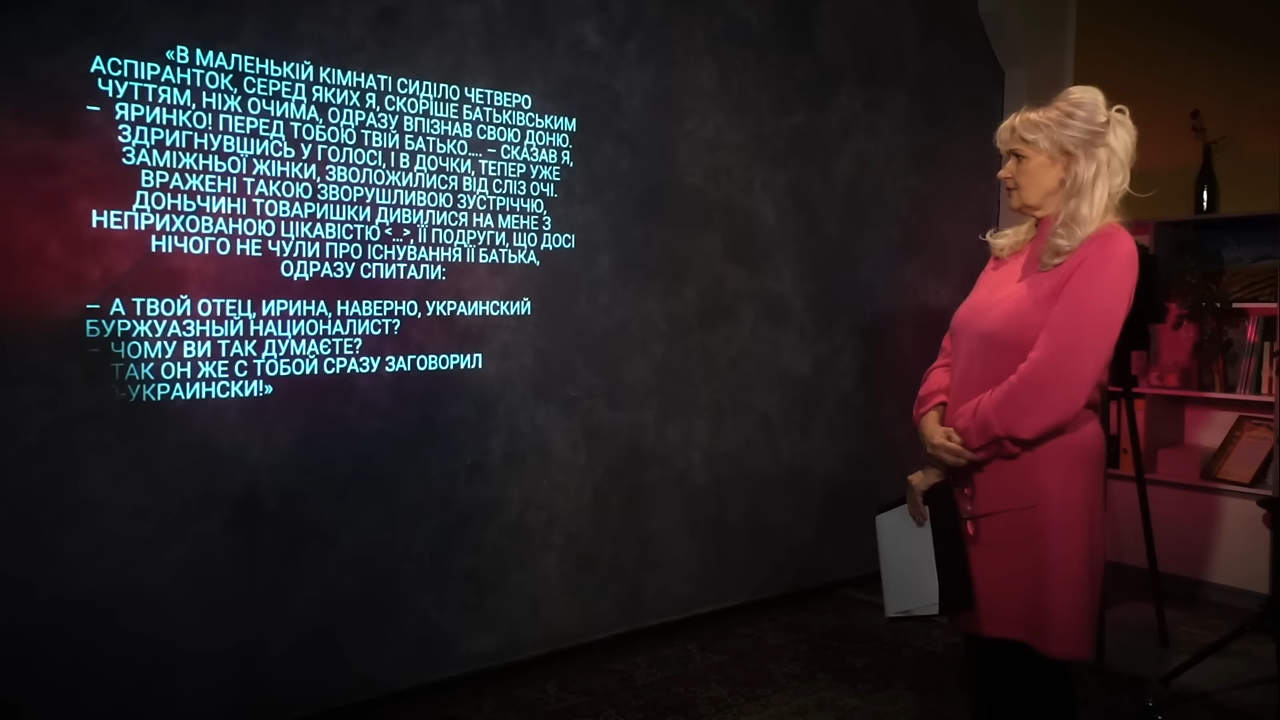 «В МАЛЕНЬКІЙ КІМНАТІ СИДІЛО ЧЕТВЕРО
АСПІРАНТОК, СЕРЕД ЯКИХ Я, СКОРІШЕ БАТЬКІВСЬКИМ
ЧУТТЯМ, НІЖ ОЧИМА, ОДРАЗУ ВПІЗНАВ СВОЮ ДОНЮ.
– ЯРИНКО! ПЕРЕД ТОБОЮ ТВІЙ БАТЬКО.... – СКАЗАВ Я,
ЗДРИГНУВШИСЬ У ГОЛОСІ, І В ДОЧКИ, ТЕПЕР УЖЕ
ЗАМІЖНЬОЇ ЖІНКИ, ЗВОЛОЖИЛИСЯ ВІД СЛІЗ ОЧІ.
ВРАЖЕНІ ТАКОЮ ЗВОРУШЛИВОЮ ЗУСТРІЧЧЮ,
ДОНЬЧИНІ ТОВАРИШКИ ДИВИЛИСЯ НА МЕНЕ З
НЕПРИХОВАНОЮ ЦІКАВІСТЮ <...>, ЇЇ ПОДРУГИ, ЩО ДОСІ
НІЧОГО НЕ ЧУЛИ ПРО ІСНУВАННЯ ЇЇ БАТЬКА,
ОДРАЗУ СПИТАЛИ:
– А ТВОЙ ОТЕЦ, ИРИНА, НАВЕРНО, УКРАИНСКИЙ
БУРЖУАЗНЫЙ НАЦИОНАЛИСТ?
– ЧОМУ ВИ ТАК ДУМАЄТЕ?
ТАК ОН ЖЕ С ТОБОЙ СРАЗУ ЗАГОВОРИЛ
-УКРАИНСКИ!»